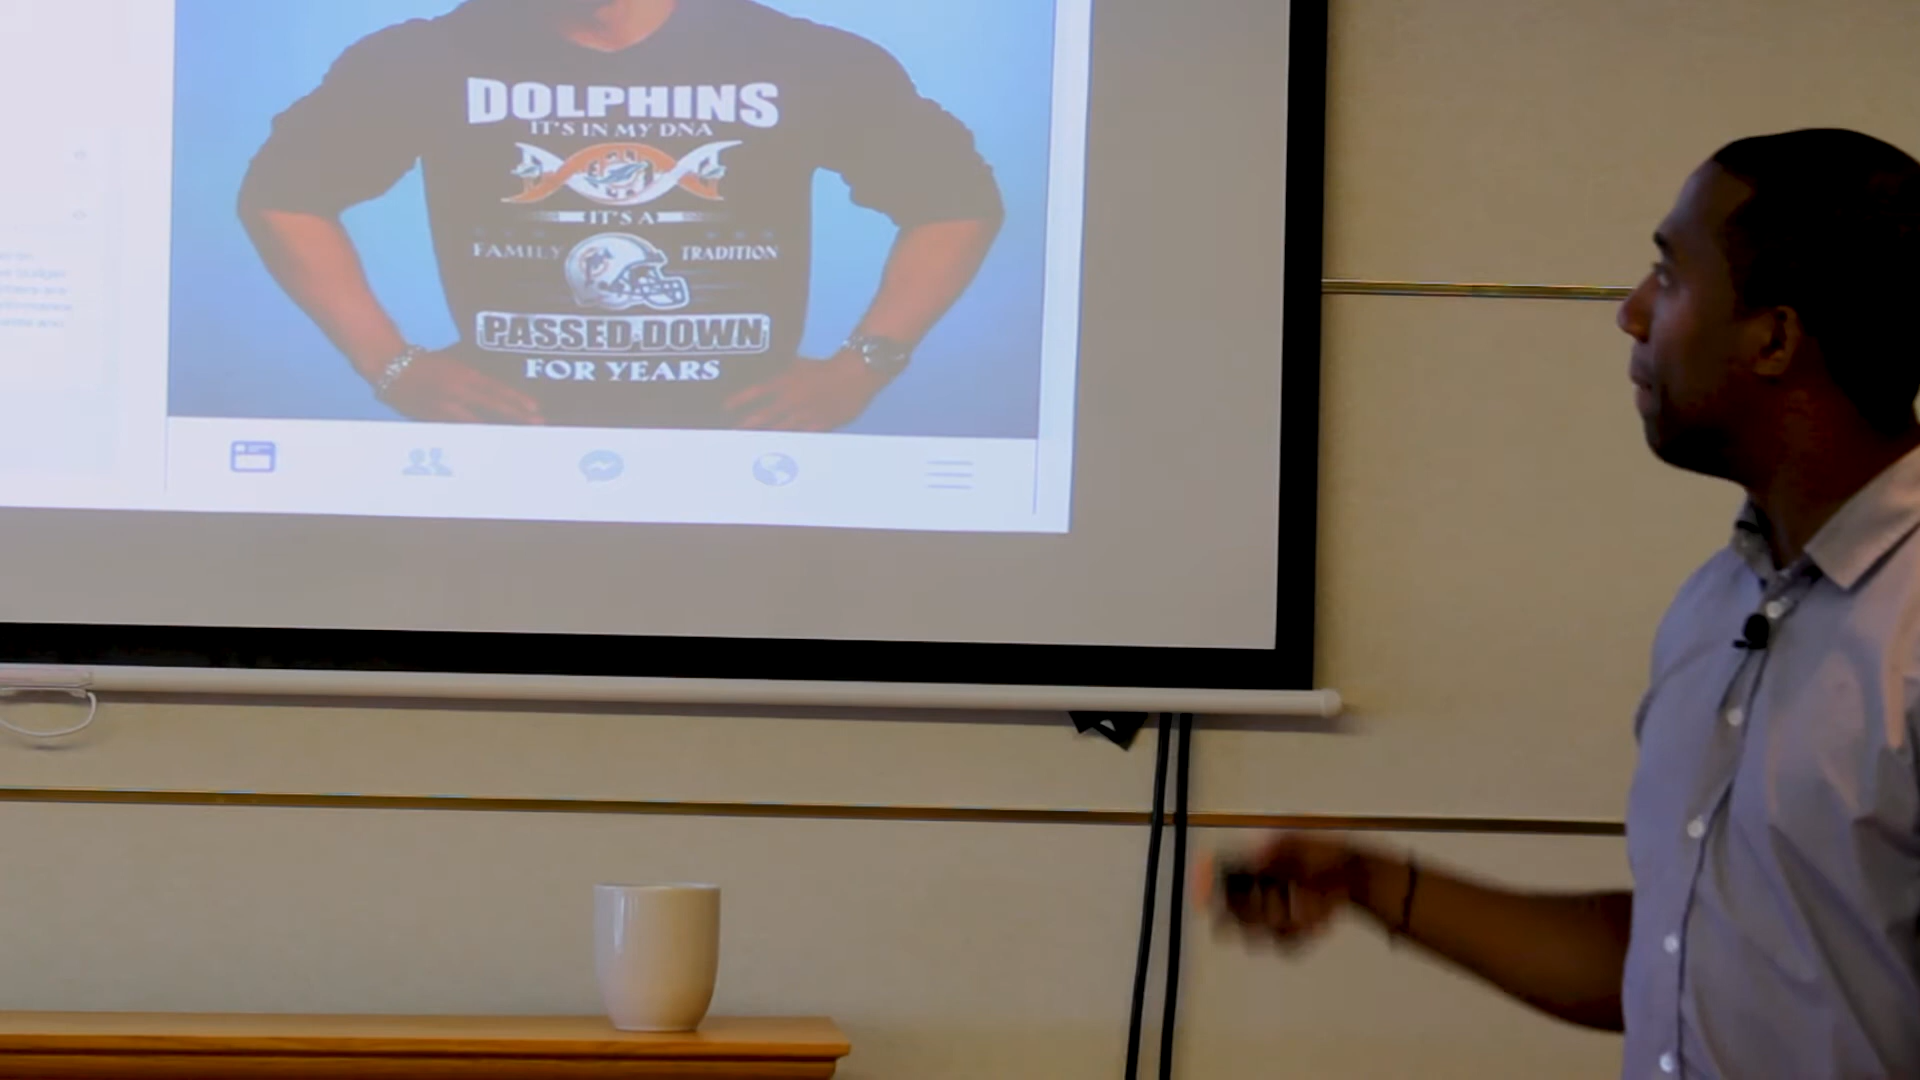 DOLPHINS
IT'S IN MY DNA
IT'S A
FAMILY TRADITION
PASSED DOWN
FOR YEARS